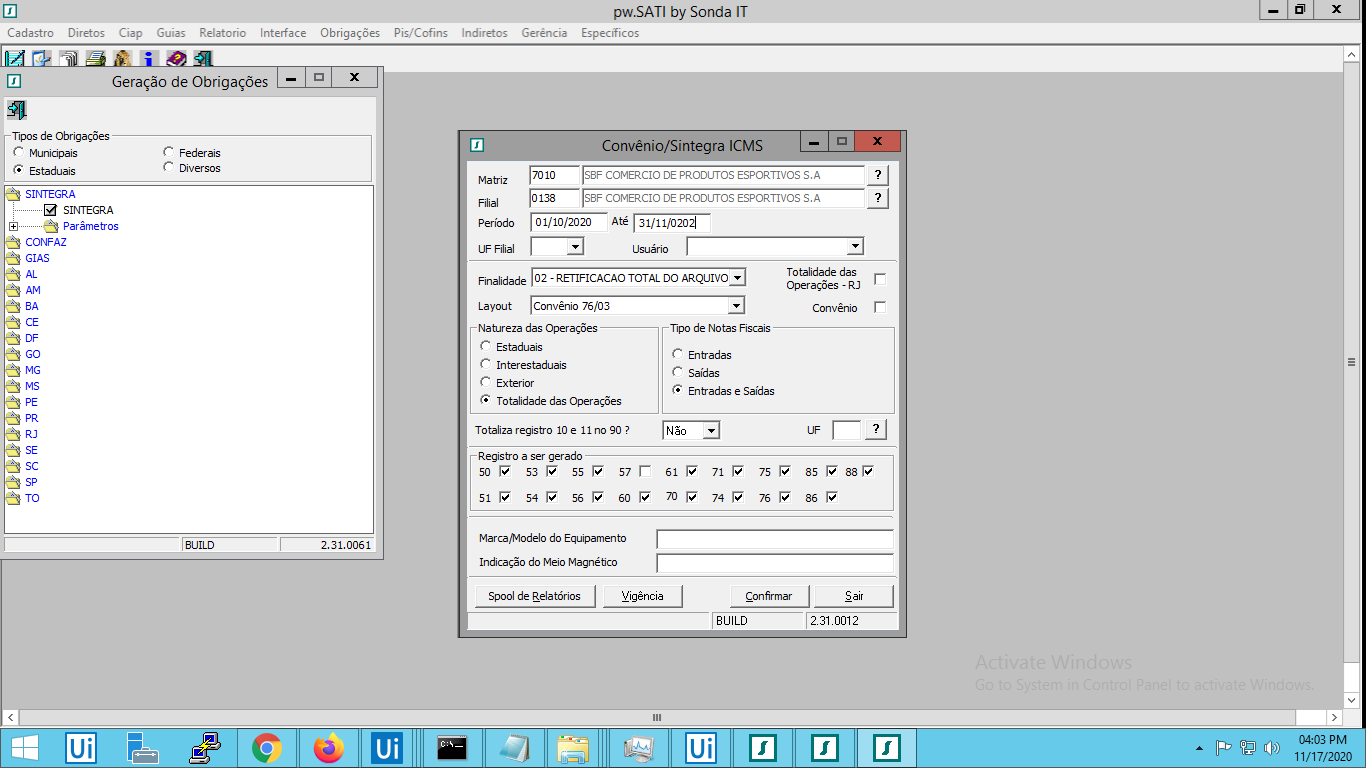 pw.SATI by Sonda IT
Cadastro Diretos Ciap Guias Relatorio Interface Obrigações Pis/Cofins Indiretos Gerência Específicos
Geração de Obrigações
Tipos de Obrigações
Municipais Federais
Estaduais Diversos
SINTEGRA
SINTEGRA
Parâmetros
CONFAZ
GIAS
AL
AM
BA
CE
DF
GO
MG
MS
PE
PR
RJ
SE
SC
SP
TO
BUILD 2.31.0061
Convênio/Sintegra ICMS
Matriz 7010 SBF COMERCIO DE PRODUTOS ESPORTIVOS S.A ?
Filial 0138 SBF COMERCIO DE PRODUTOS ESPORTIVOS S.A ?
Período 01/10/2020 Até 31/11/0202
UF Filial Usuário
Finalidade 02 - RETIFICACAO TOTAL DO ARQUIVO Totalidade das
Operações - RJ
Layout Convênio 76/03 Convênio
Natureza das Operações Tipo de Notas Fiscais
Estaduais
Entradas
Interestaduais
Saídas
Exterior
Entradas e Saídas
Totalidade das Operações
Totaliza registro 10 e 11 no 90 ? Não UF ?
Registro a ser gerado
50 53 55 57 61 71 75 85 88
51 54 56 60 70 74 76 86
Marca/Modelo do Equipamento
Indicação do Meio Magnético
Spool de Relatórios Vigência Confirmar Sair
BUILD 2.31.0012
Activate Windows
Go to System in Control Panel to activate Windows.
Ui Ui Ui
04:03 PM
11/17/2020